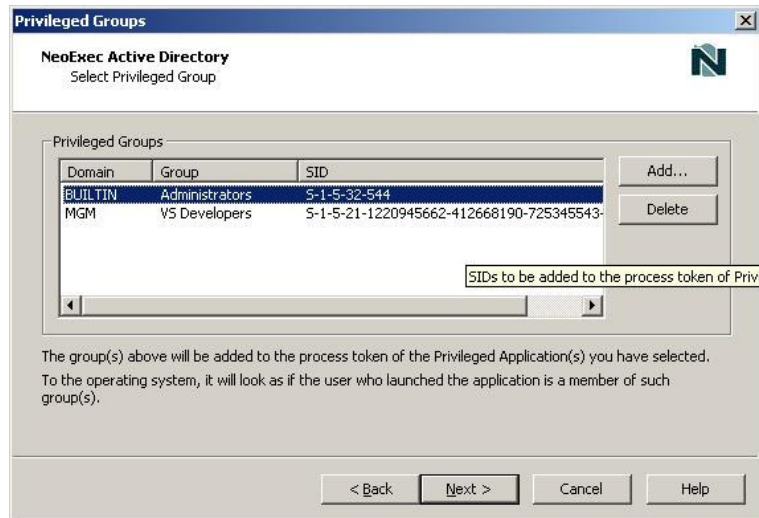 Privileged Groups
NeoExec Active Directory
Select Privileged Group
N
Privileged Groups
Domain Group SID
BUILTIN Administrators S-1-5-32-544
MGM VS Developers S-1-5-21-1220945662-412668190-725345543-
Add...
Delete
SIDs to be added to the process token of Priv
The group(s) above will be added to the process token of the Privileged Application(s) you have selected.
To the operating system, it will look as if the user who launched the application is a member of such
group(s).
< Back Next > Cancel Help